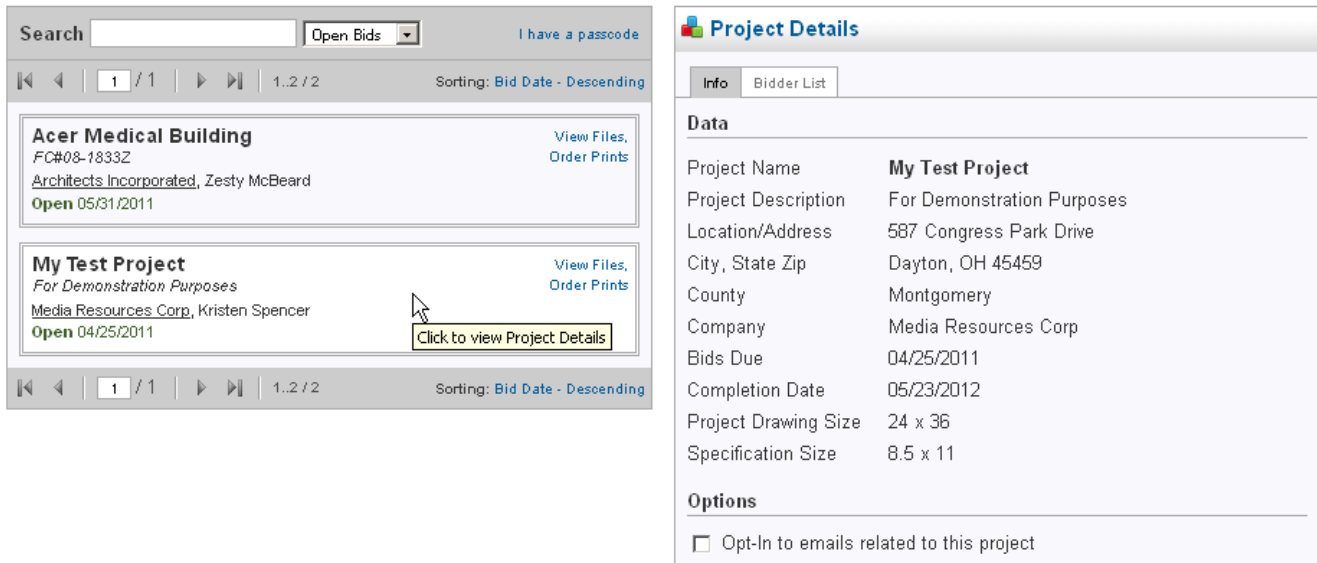 Search Open Bids I have a passcode
1 / 1 1..2 / 2 Sorting: Bid Date - Descending
Acer Medical Building View Files,
FC#08-1833Z Order Prints
Architects Incorporated, Zesty McBeard
Open 05/31/2011
My Test Project View Files,
For Demonstration Purposes Order Prints
Media Resources Corp, Kristen Spencer
Open 04/25/2011
Click to view Project Details
1 / 1 1..2 / 2 Sorting: Bid Date - Descending
Project Details
Info Bidder List
Data
Project Name My Test Project
Project Description For Demonstration Purposes
Location/Address 587 Congress Park Drive
City, State Zip Dayton, OH 45459
County Montgomery
Company Media Resources Corp
Bids Due 04/25/2011
Completion Date 05/23/2012
Project Drawing Size 24 x 36
Specification Size 8.5 x 11
Options
Opt-In to emails related to this project